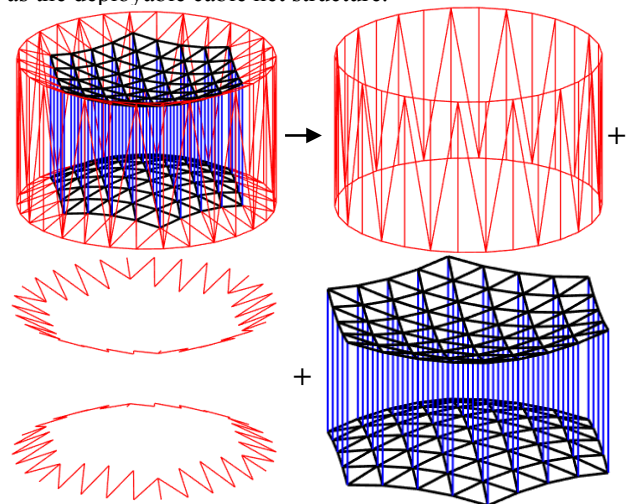 as the deployable cable net structure.
+
+